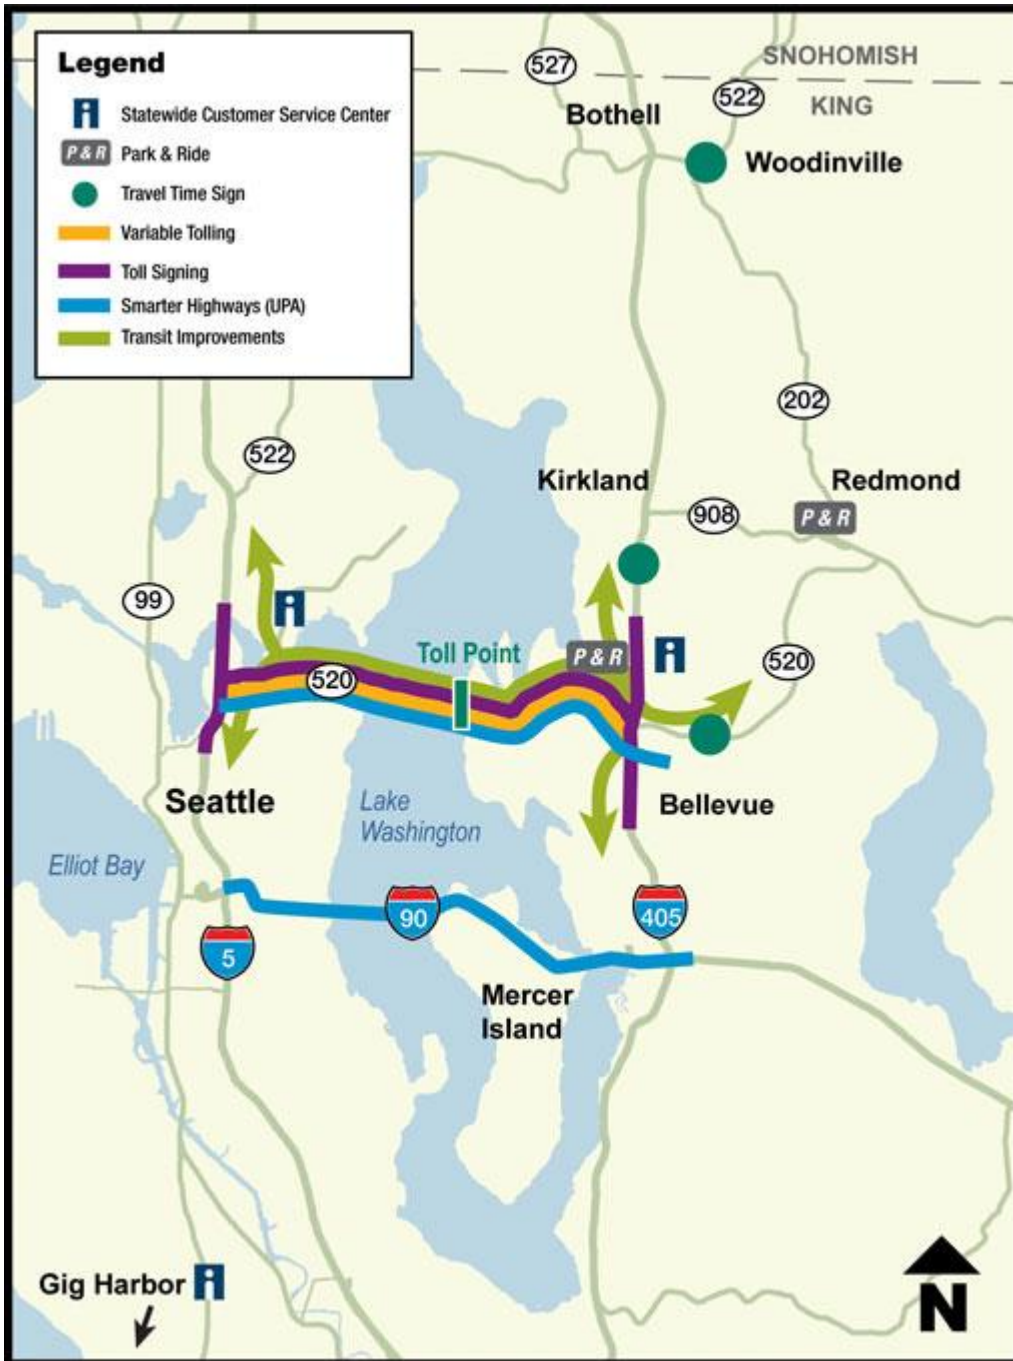 Legend
Statewide Customer Service Center
P & R Park & Ride
Travel Time Sign
Variable Tolling
Toll Signing
Smarter Highways (UPA)
Transit Improvements
527
SNOHOMISH
522
KING
Bothell
Woodinville
202
522
Kirkland
Redmond
908
P & R
99
Toll Point
P & R
520
520
Seattle
Lake
Washington
Bellevue
Elliot Bay
90
405
5
Mercer
Island
Gig Harbor
N